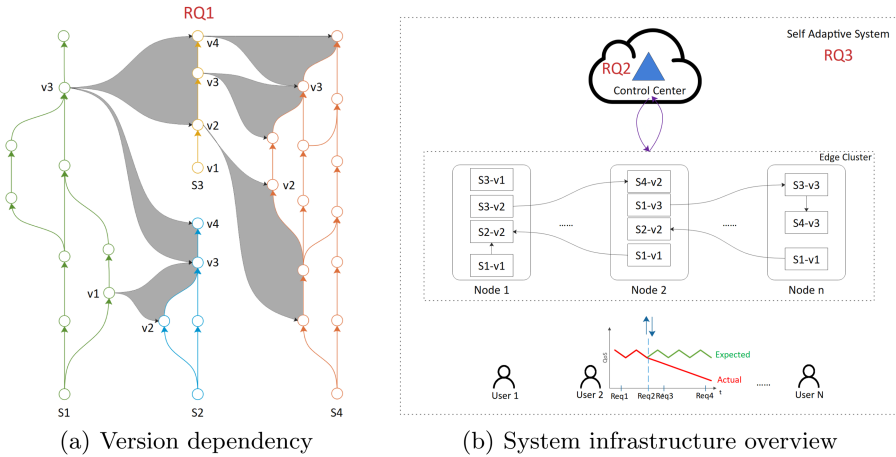 RQ1
v4
v3
v3
v3
v2
v1
S3
v2
v4
v3
v1
v2
S1
S2
S4
(a) Version dependency
Self Adaptive System
RQ3
RQ2
Control Center
Edge Cluster
S3-v1
S3-v2
S2-v2
S1-v1
Node 1
......
S4-v2
S1-v3
S2-v2
S1-v1
Node 2
......
S3-v3
S4-v3
S1-v1
Node n
User 1
User 2
QoS
Expected
Actual
Req1
Req2
Req3
Req4
t
......
User N
(b) System infrastructure overview